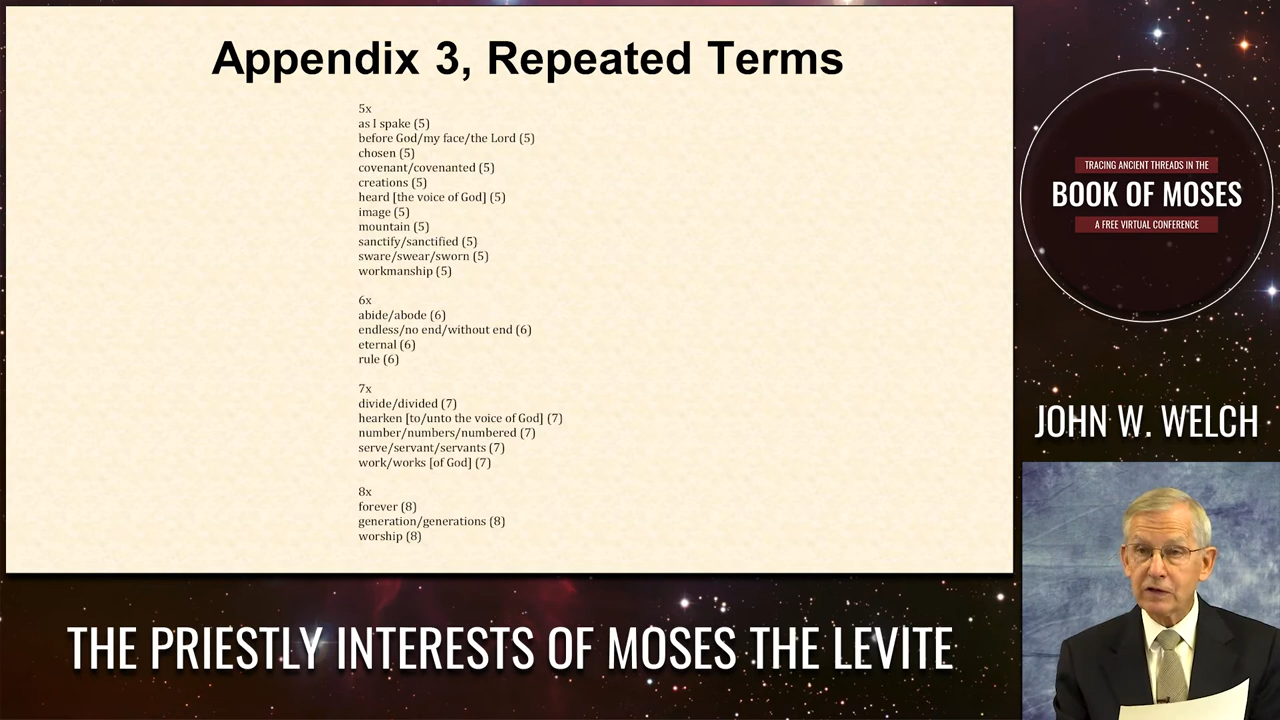 Appendix 3, Repeated Terms
5x
as I spake (5)
before God/my face/the Lord (5)
chosen (5)
covenant/covenanted (5)
creations (5)
heard [the voice of God] (5)
image (5)
mountain (5)
sanctify/sanctified (5)
sware/swear/sworn (5)
workmanship (5)
6x
abide/abode (6)
endless/no end/without end (6)
eternal (6)
rule (6)
7x
divide/divided (7)
hearken [to/unto the voice of God] (7)
number/numbers/numbered (7)
serve/servant/servants (7)
work/works [of God] (7)
8x
forever (8)
generation/generations (8)
worship (8)
TRACING ANCIENT THREADS IN THE
BOOK OF MOSES
A FREE VIRTUAL CONFERENCE
JOHN W. WELCH
THE PRIESTLY INTERESTS OF MOSES THE LEVITE